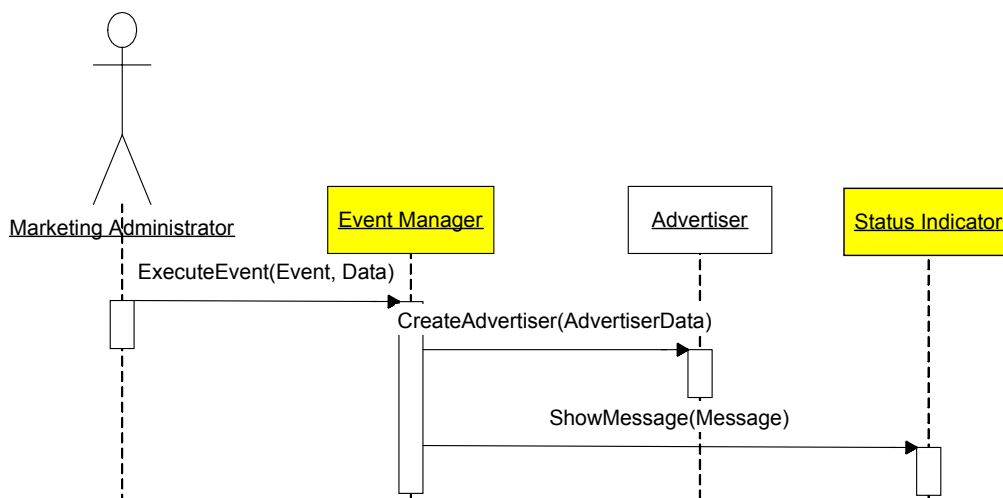 Marketing Administrator
Event Manager
Advertiser
Status Indicator
ExecuteEvent(Event, Data)
CreateAdvertiser(AdvertiserData)
ShowMessage(Message)